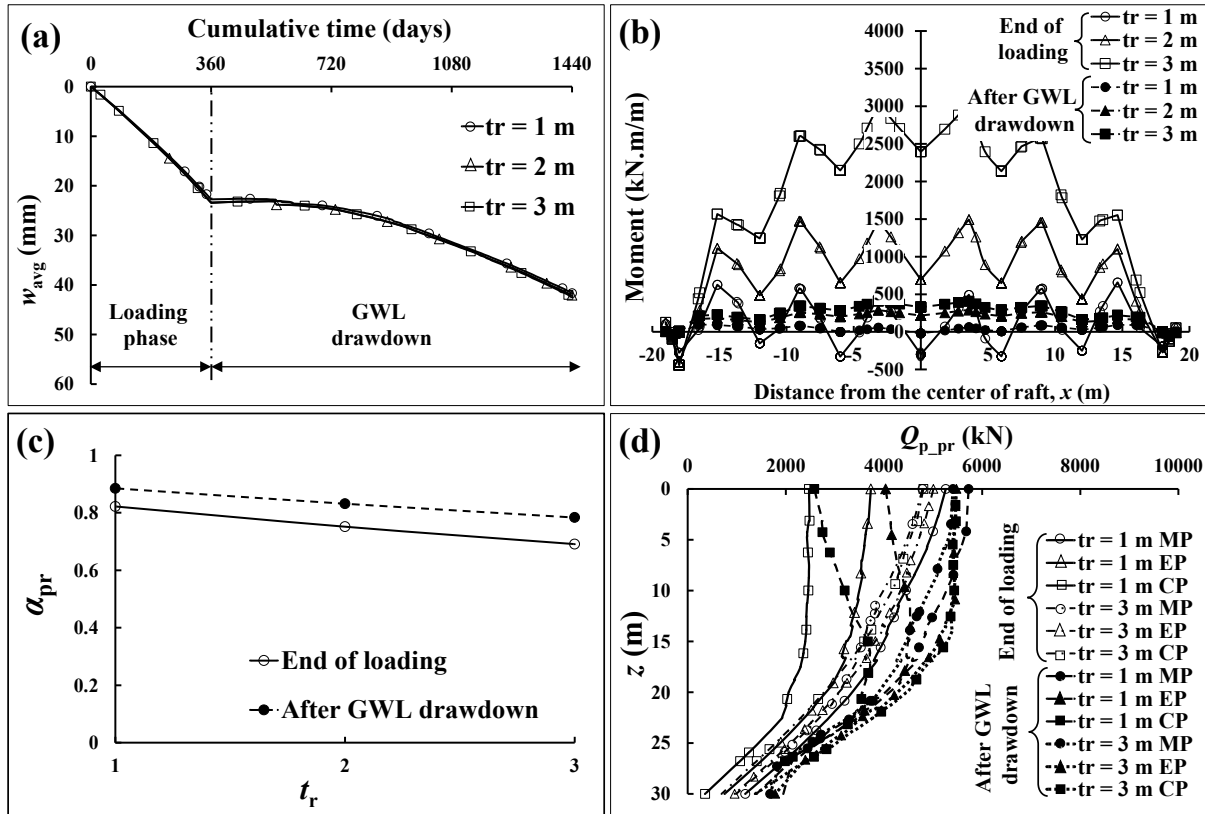 (a)
Cumulative time (days)
0 360 720 1080 1440
0
10
20
30
40
50
60
w_avg (mm)
tr = 1 m
tr = 2 m
tr = 3 m
Loading
phase
GWL
drawdown
(b)
Moment (kN.m/m)
4000
3500
3000
2500
2000
1500
1000
500
0
-500
-20 -15 -10 -5 0 5 10 15 20
Distance from the center of raft, x (m)
End of
loading
tr = 1 m
tr = 2 m
tr = 3 m
After GWL
drawdown
tr = 1 m
tr = 2 m
tr = 3 m
(c)
α_pr
1
0.8
0.6
0.4
0.2
0
End of loading
After GWL drawdown
1 2 3
t_r
(d)
Q_p_pr (kN)
0 2000 4000 6000 8000 10000
0
5
10
15
20
25
30
z (m)
End of loading
tr = 1 m MP
tr = 1 m EP
tr = 1 m CP
tr = 3 m MP
tr = 3 m EP
tr = 3 m CP
After GWL
drawdown
tr = 1 m MP
tr = 1 m EP
tr = 1 m CP
tr = 3 m MP
tr = 3 m EP
tr = 3 m CP